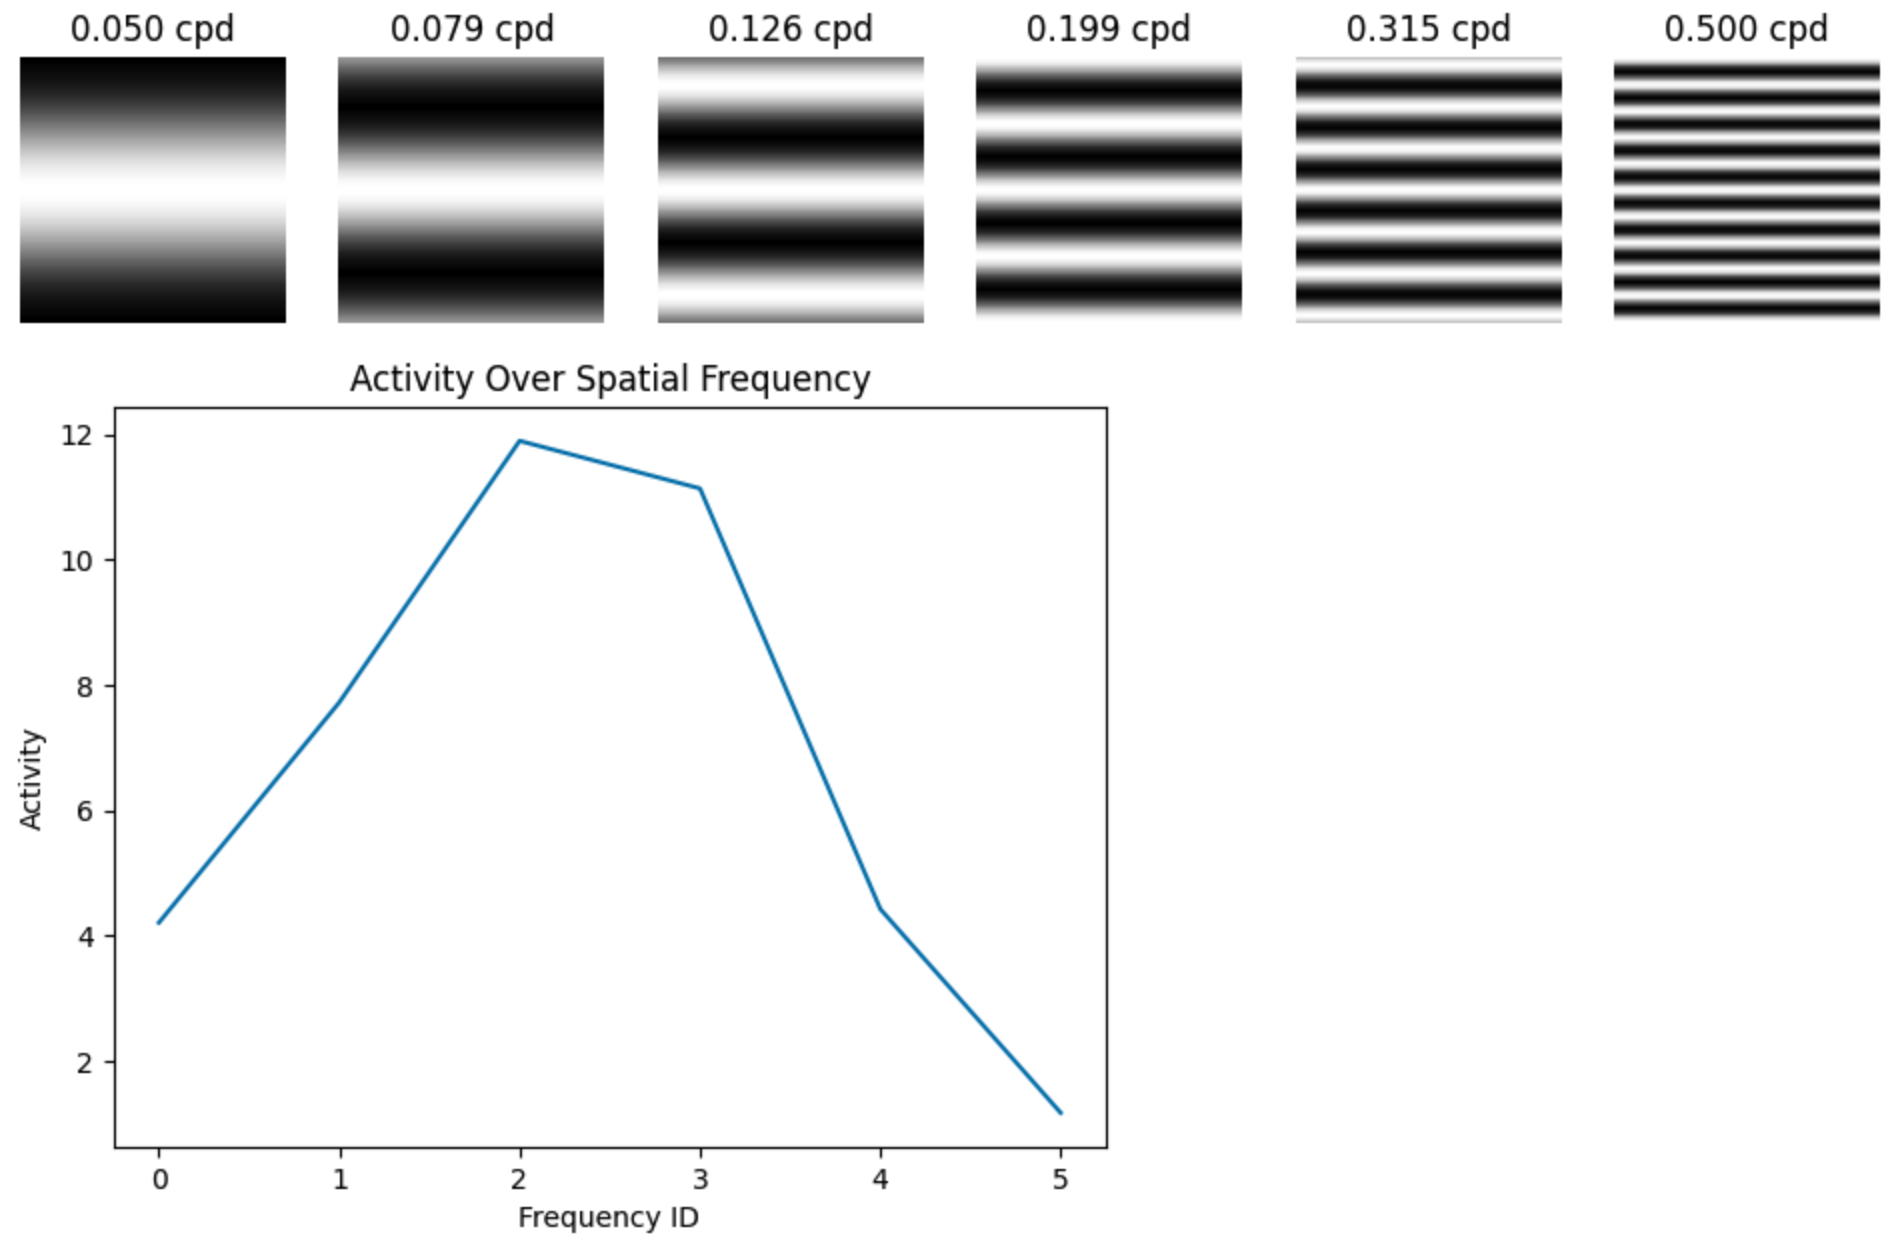 0.050 cpd 0.079 cpd 0.126 cpd 0.199 cpd 0.315 cpd 0.500 cpd
Activity Over Spatial Frequency
12
10
8
6
4
2
Activity
0 1 2 3 4 5
Frequency ID